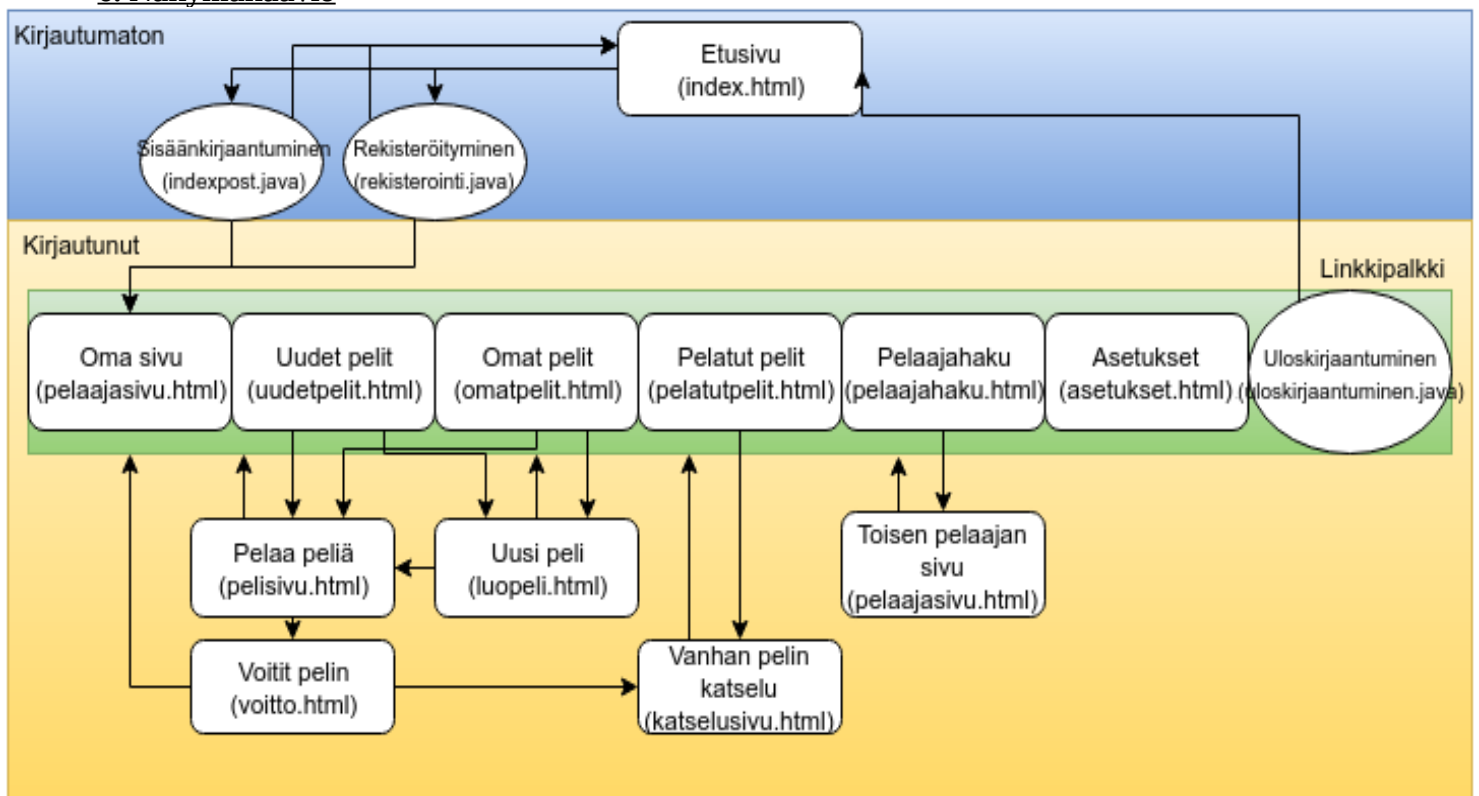 Kirjautumaton
Etusivu
(index.html)
Sisäänkirjaantuminen
(indexpost.java)
Rekisteröityminen
(rekisterointi.java)
Kirjautunut
Linkkipalkki
Oma sivu
(pelaajasivu.html)
Uudet pelit
(uudetpelit.html)
Omat pelit
(omatpelit.html)
Pelatut pelit
(pelatutpelit.html)
Pelaajahaku
(pelaajahaku.html)
Asetukset
(asetukset.html)
Uloskirjaantuminen
(uloskirjaantuminen.java)
Pelaa peliä
(pelisivu.html)
Uusi peli
(luopeli.html)
Toisen pelaajan
sivu
(pelaajasivu.html)
Voitit pelin
(voitto.html)
Vanhan pelin
katselu
(katselusivu.html)